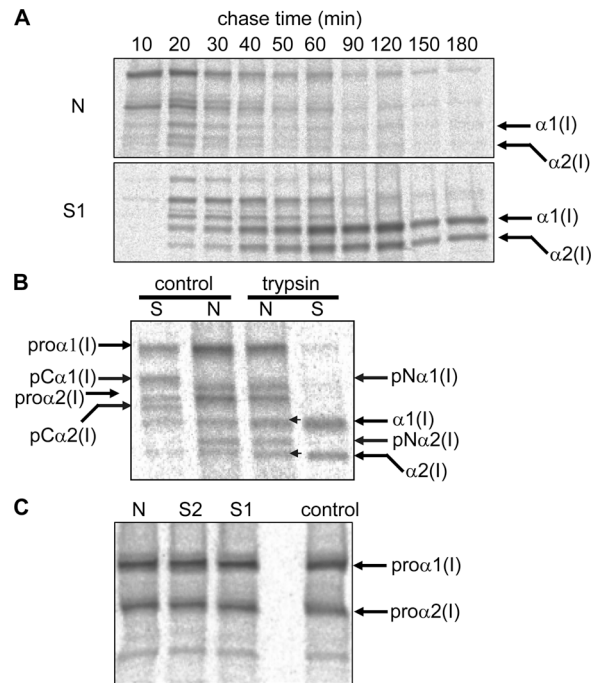 A
chase time (min)
10 20 30 40 50 60 90 120 150 180
N
α1(I)
α2(I)
S1
α1(I)
α2(I)
B
control trypsin
S N N S
proα1(I)
pCα1(I)
proα2(I)
pCα2(I)
pNα1(I)
α1(I)
pNα2(I)
α2(I)
C
N S2 S1 control
proα1(I)
proα2(I)